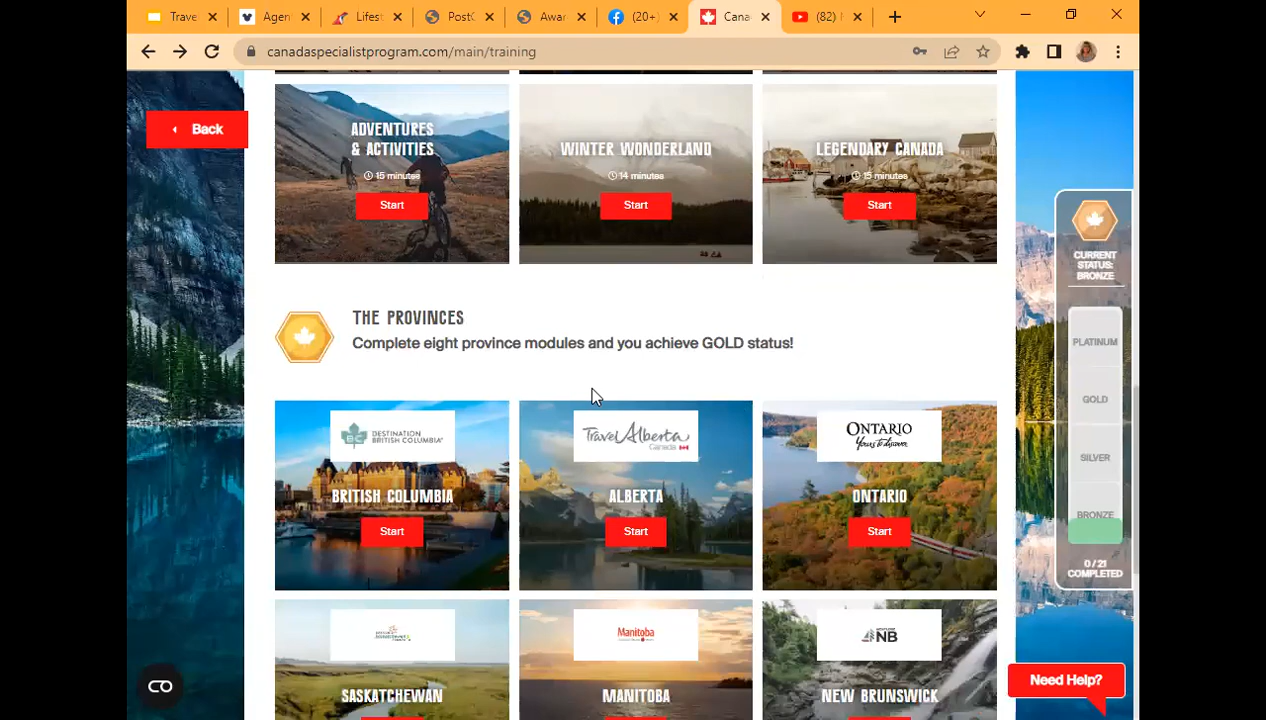 Trave
Agen
Lifest
Post
Awar
(20+)
Cana
(82)
canadaspecialistprogram.com/main/training
Back
ADVENTURES
& ACTIVITIES
15 minutes
Start
WINTER WONDERLAND
14 minutes
Start
LEGENDARY CANADA
15 minutes
Start
THE PROVINCES
Complete eight province modules and you achieve GOLD status!
DESTINATION
BRITISH COLUMBIA
BC
BRITISH COLUMBIA
Start
Travel Alberta
Canada
ALBERTA
Start
ONTARIO
Yours to discover
ONTARIO
Start
SASKATCHEWAN
Manitoba
MANITOBA
NB
NEW BRUNSWICK
CURRENT
STATUS:
BRONZE
PLATINUM
GOLD
SILVER
BRONZE
0 / 21
COMPLETED
Need Help?